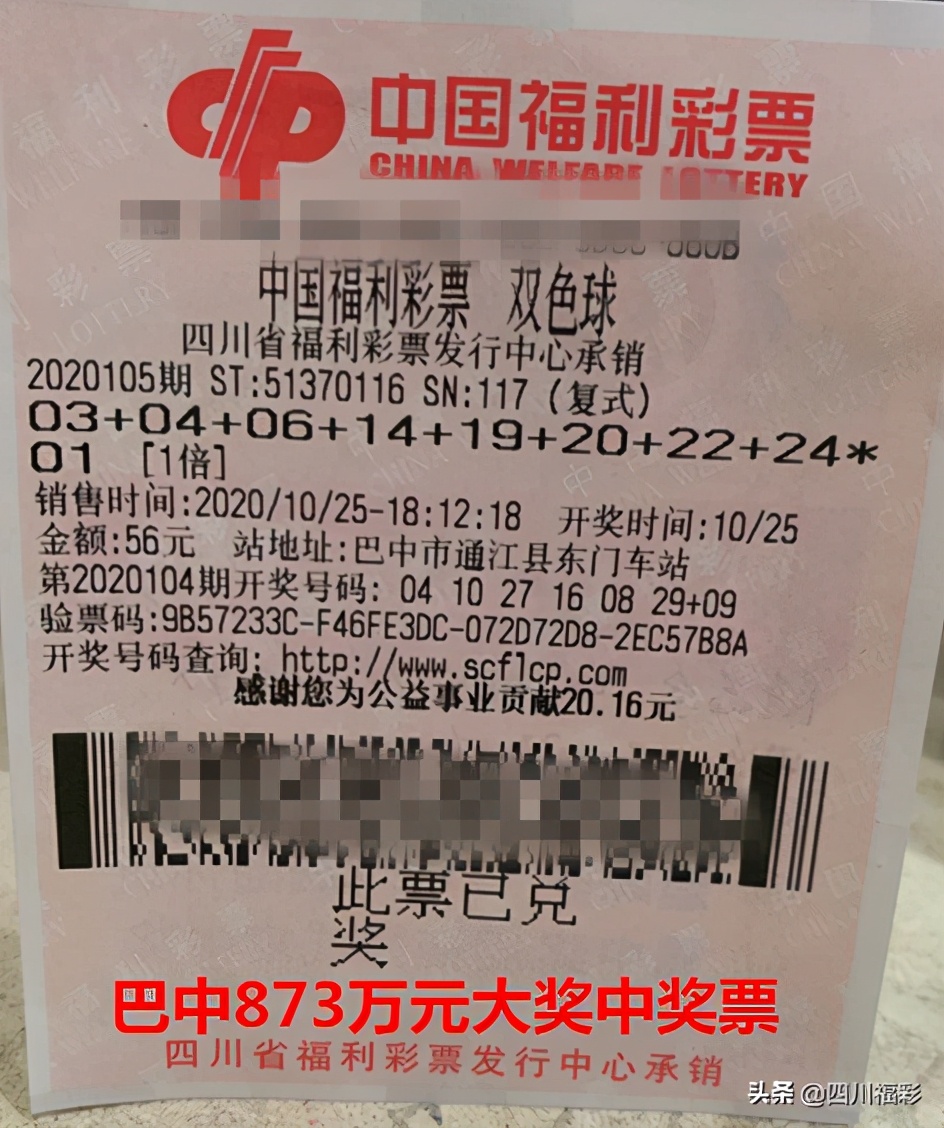 中国福利彩票
CHINA WELFARE LOTTERY
中国福利彩票 双色球
四川省福利彩票发行中心承销
2020105期 ST:51370116 SN:117 (复式)
03+04+06+14+19+20+22+24*
01 [1倍]
销售时间:2020/10/25-18:12:18 开奖时间:10/25
金额:56元 站地址:巴中市通江县东门车站
第2020104期开奖号码: 04 10 27 16 08 29+09
验票码:9B57233C-F46FE3DC-072D72D8-2EC57B8A
开奖号码查询: http://www.scflcp.com
感谢您为公益事业贡献20.16元
此票已兑
奖
巴中873万元大奖中奖票
四川省福利彩票发行中心承销
头条 @四川福彩